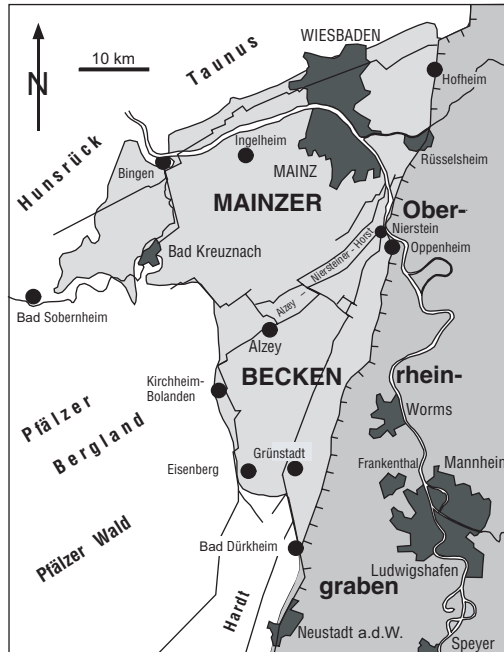 WIESBADEN
10 km
N
Taunus
Hofheim
Hunsrück
Ingelheim
Bingen
MAINZ
Rüsselsheim
MAINZER
Ober-
Nierstein
Oppenheim
Bad Kreuznach
Alzey – Niersteiner-Horst
Bad Sobernheim
Alzey
BECKEN
rhein-
Kirchheim-
Bolanden
Worms
Pfälzer
Bergland
Grünstadt
Eisenberg
Frankenthal
Mannheim
Pfälzer Wald
Bad Dürkheim
Ludwigshafen
graben
Hardt
Neustadt a.d.W.
Speyer